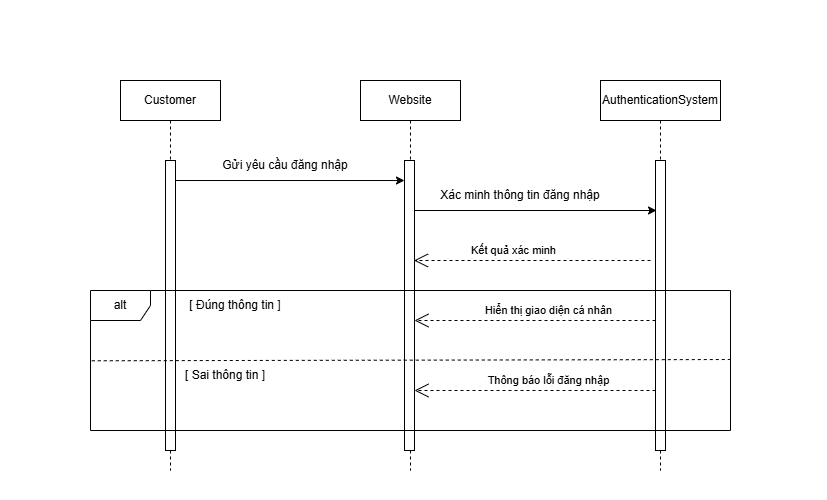 Customer
Website
AuthenticationSystem
Gửi yêu cầu đăng nhập
Xác minh thông tin đăng nhập
Kết quả xác minh
alt
[ Đúng thông tin ]
Hiển thị giao diện cá nhân
[ Sai thông tin ]
Thông báo lỗi đăng nhập